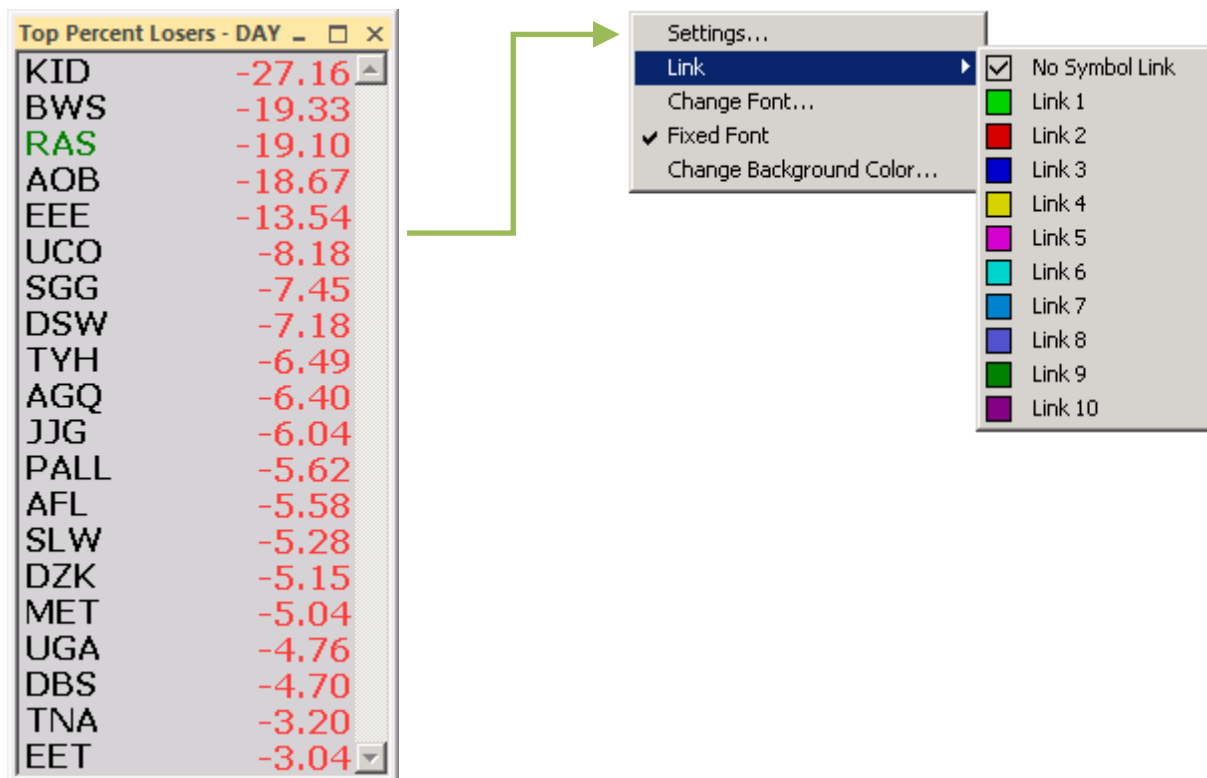 Top Percent Losers - DAY
KID -27.16
BWS -19.33
RAS -19.10
AOB -18.67
EEE -13.54
UCO -8.18
SGG -7.45
DSW -7.18
TYH -6.49
AGQ -6.40
JJG -6.04
PALL -5.62
AFL -5.58
SLW -5.28
DZK -5.15
MET -5.04
UGA -4.76
DBS -4.70
TNA -3.20
EET -3.04
Settings...
Link
Change Font...
Fixed Font
Change Background Color...
No Symbol Link
Link 1
Link 2
Link 3
Link 4
Link 5
Link 6
Link 7
Link 8
Link 9
Link 10